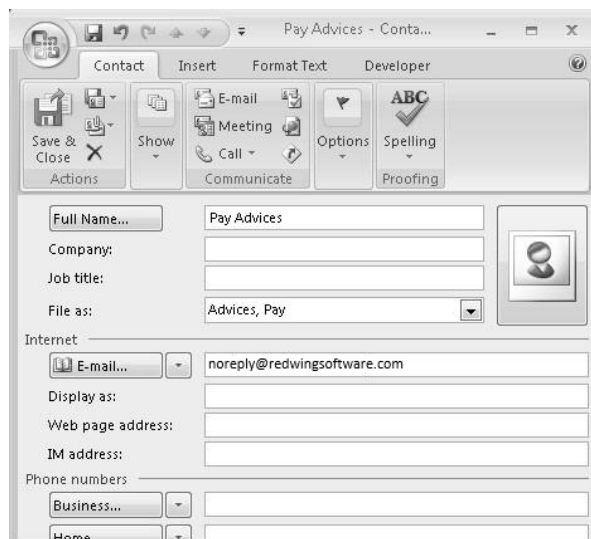 Pay Advices - Conta...
Contact Insert Format Text Developer
Save & Close
Show
E-mail
Meeting
Call
Options
ABC
Spelling
Actions
Communicate
Proofing
Full Name... Pay Advices
Company:
Job title:
File as: Advices, Pay
Internet
E-mail... noreply@redwingsoftware.com
Display as:
Web page address:
IM address:
Phone numbers
Business...
Home